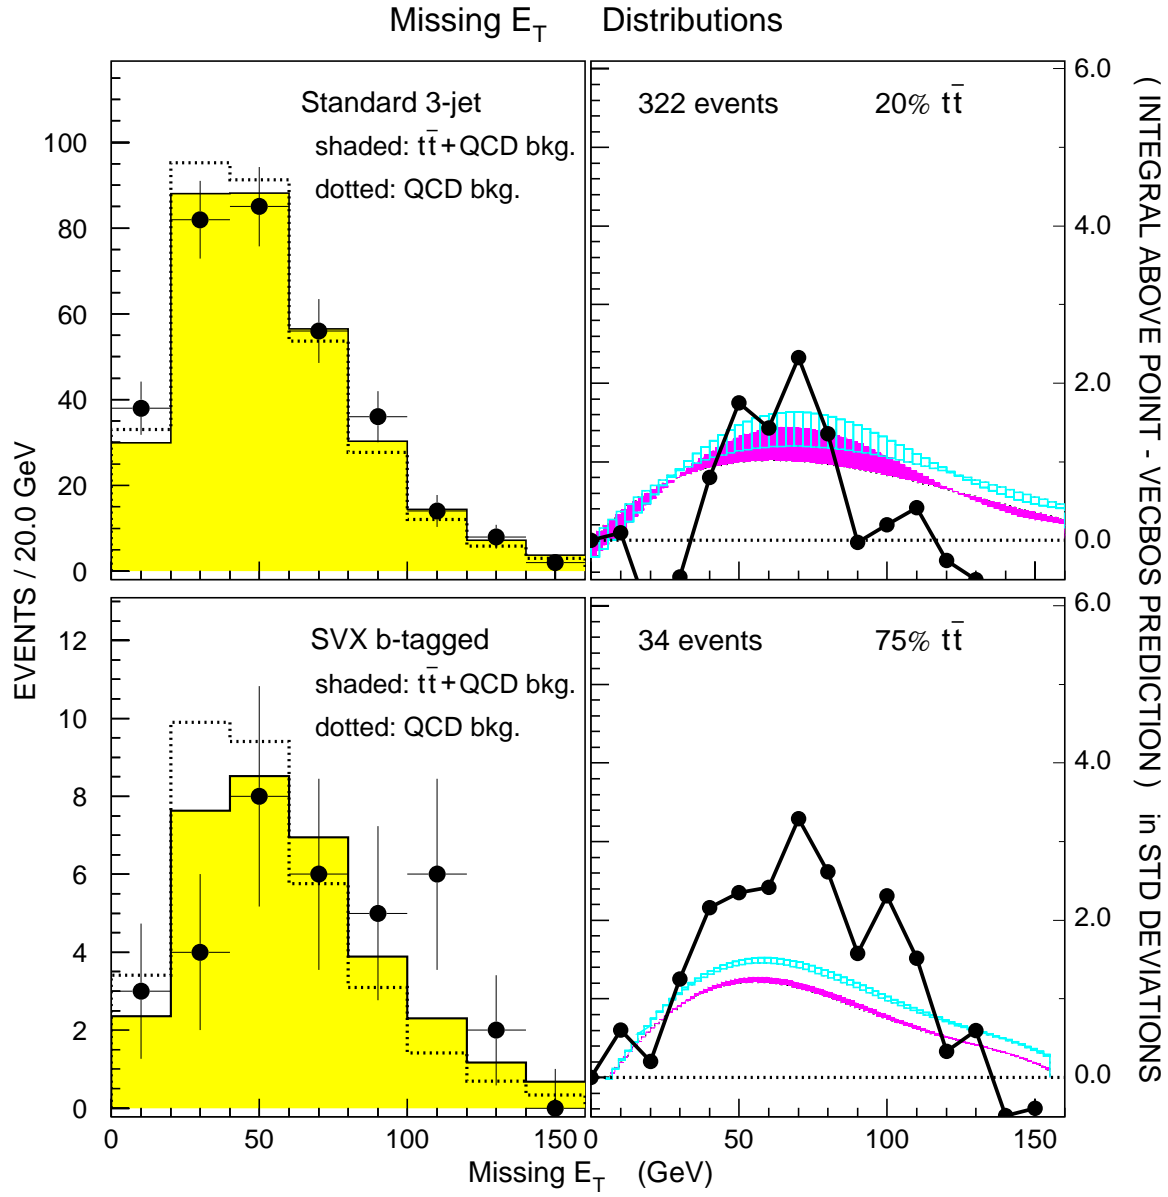 Missing E_T Distributions
Standard 3-jet
shaded: tt̄+QCD bkg.
dotted: QCD bkg.
322 events 20% tt̄
100
80
60
40
20
0
6.0
4.0
2.0
0.0
SVX b-tagged
shaded: tt̄+QCD bkg.
dotted: QCD bkg.
34 events 75% tt̄
12
10
8
6
4
2
0
6.0
4.0
2.0
0.0
0 50 100 150 0 50 100 150
Missing E_T (GeV)
EVENTS / 20.0 GeV
( INTEGRAL ABOVE POINT - VECBOS PREDICTION ) in STD DEVIATIONS